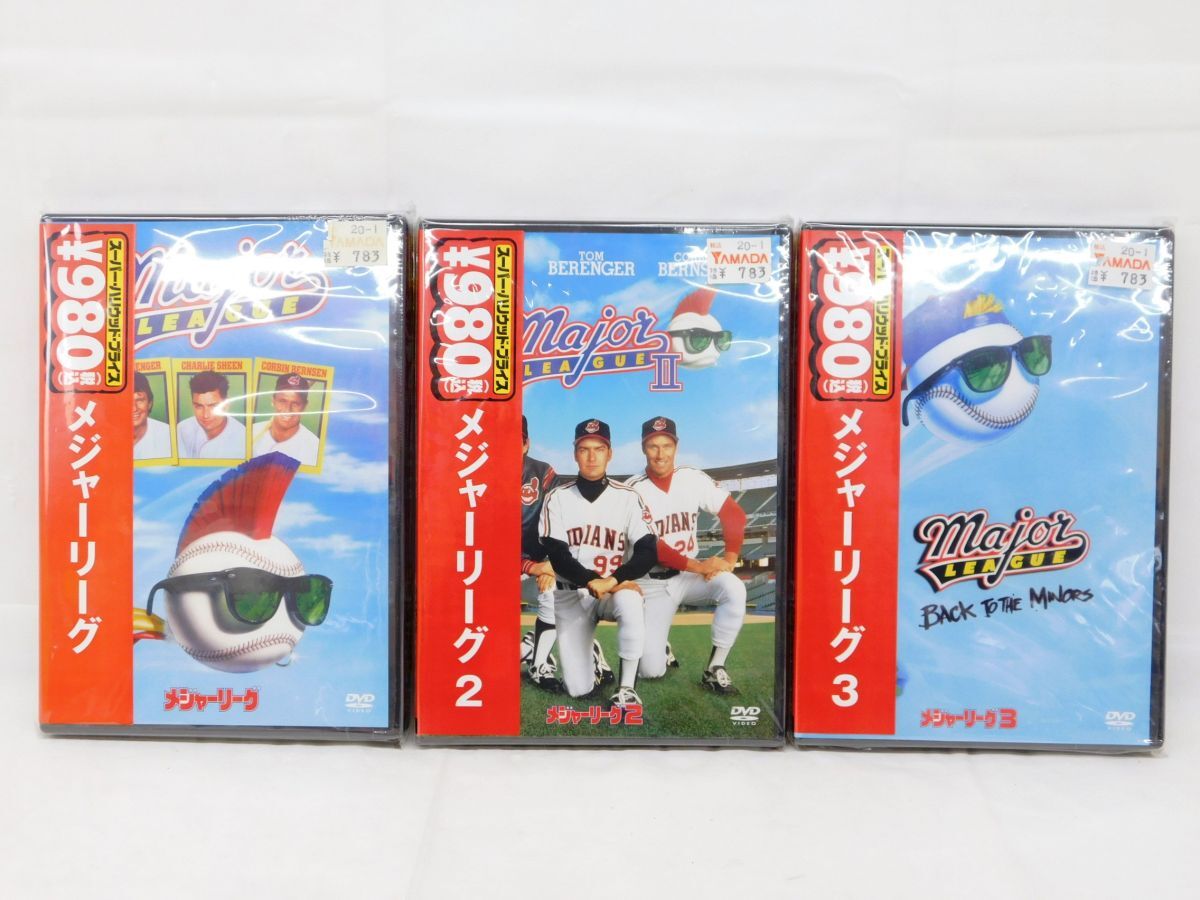 スーパー・ハリウッド・プライス
¥980(税込)
メジャーリーグ
20-1
YAMADA
¥ 783
Major
LEAGUE
CHARLIE SHEEN
CORBIN BERNSEN
メジャーリーグ
DVD
VIDEO
スーパー・ハリウッド・プライス
¥980(税込)
メジャーリーグ 2
TOM
BERENGER
20-1
YAMADA
¥ 783
Major
LEAGUE
II
INDIANS
99
INDIANS
24
メジャーリーグ2
DVD
VIDEO
スーパー・ハリウッド・プライス
¥980(税込)
メジャーリーグ 3
20-1
YAMADA
¥ 783
Major
LEAGUE
BACK TO THE MINORS
メジャーリーグ3
DVD
VIDEO